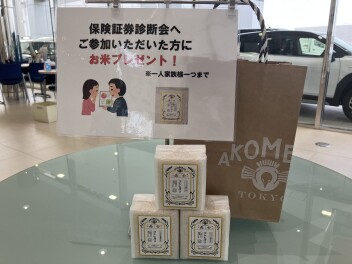 保険証券診断会へ
ご参加いただいた方に
お米プレゼント！
※一人家族様一つまで
AKOME
TOKYO